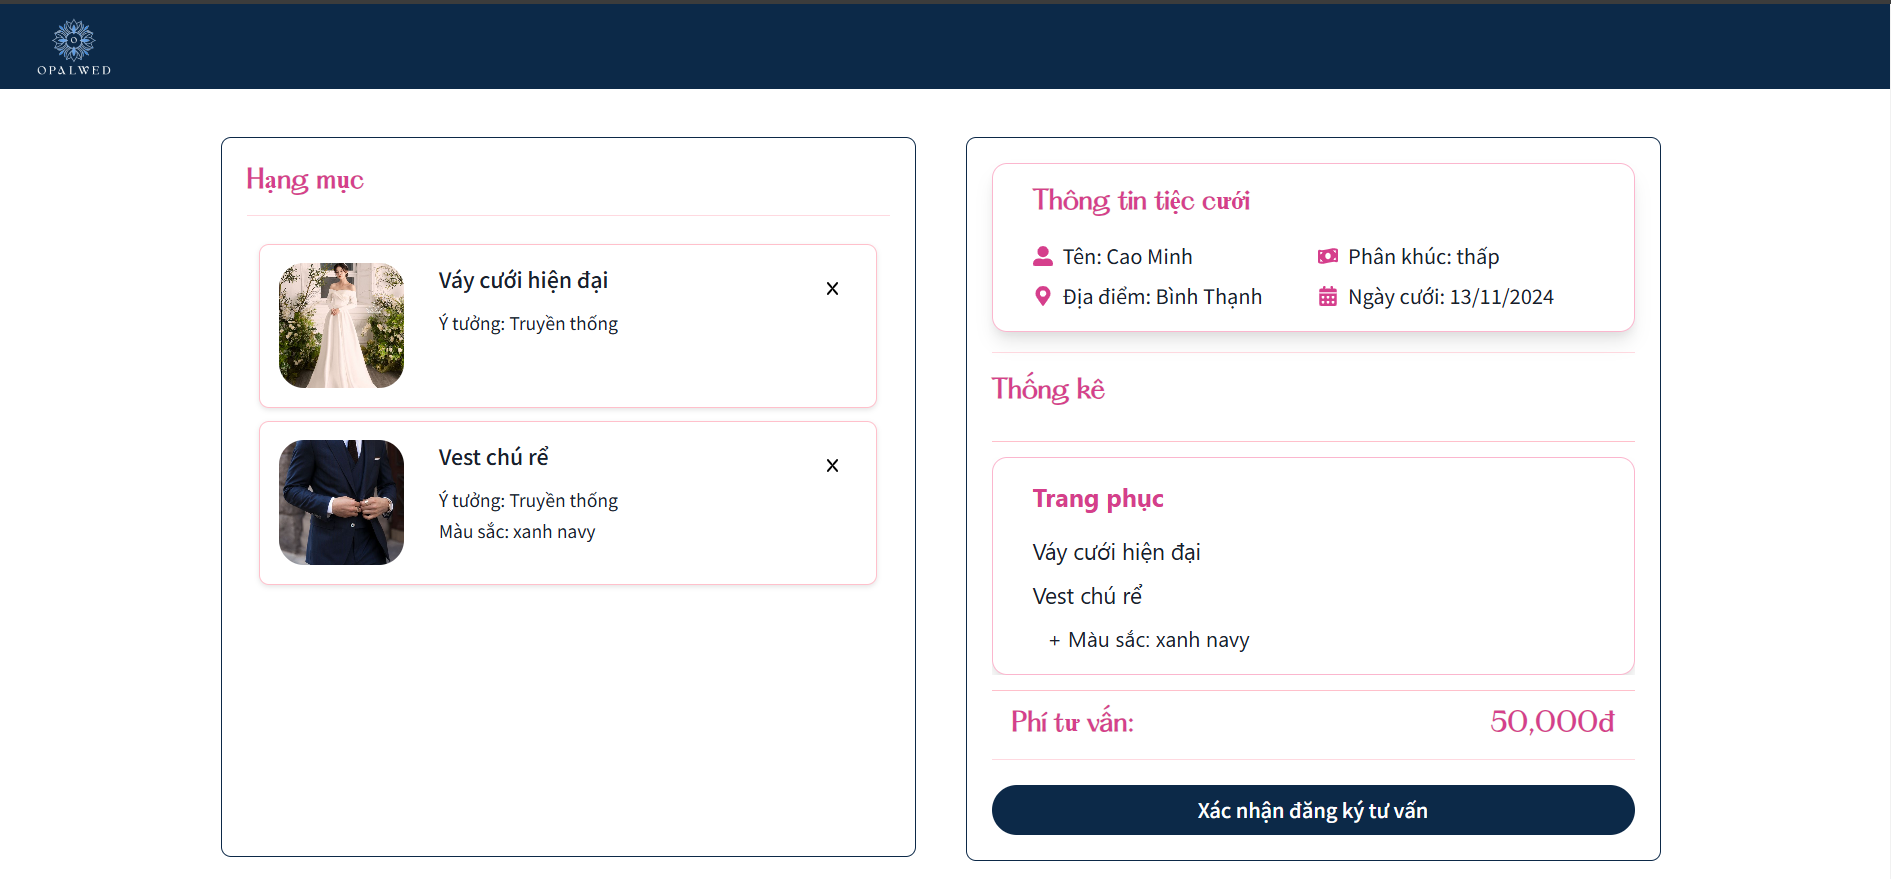 OPALWED
Hạng mục
Váy cưới hiện đại
Ý tưởng: Truyền thống
Vest chú rể
Ý tưởng: Truyền thống
Màu sắc: xanh navy
Thông tin tiệc cưới
Tên: Cao Minh
Phân khúc: thấp
Địa điểm: Bình Thạnh
Ngày cưới: 13/11/2024
Thống kê
Trang phục
Váy cưới hiện đại
Vest chú rể
+ Màu sắc: xanh navy
Phí tư vấn: 50,000đ
Xác nhận đăng ký tư vấn